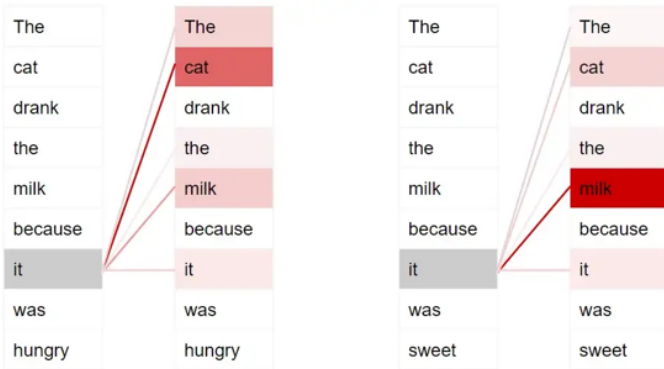 The
cat
drank
the
milk
because
it
was
hungry
The
cat
drank
the
milk
because
it
was
hungry
The
cat
drank
the
milk
because
it
was
sweet
The
cat
drank
the
milk
because
it
was
sweet